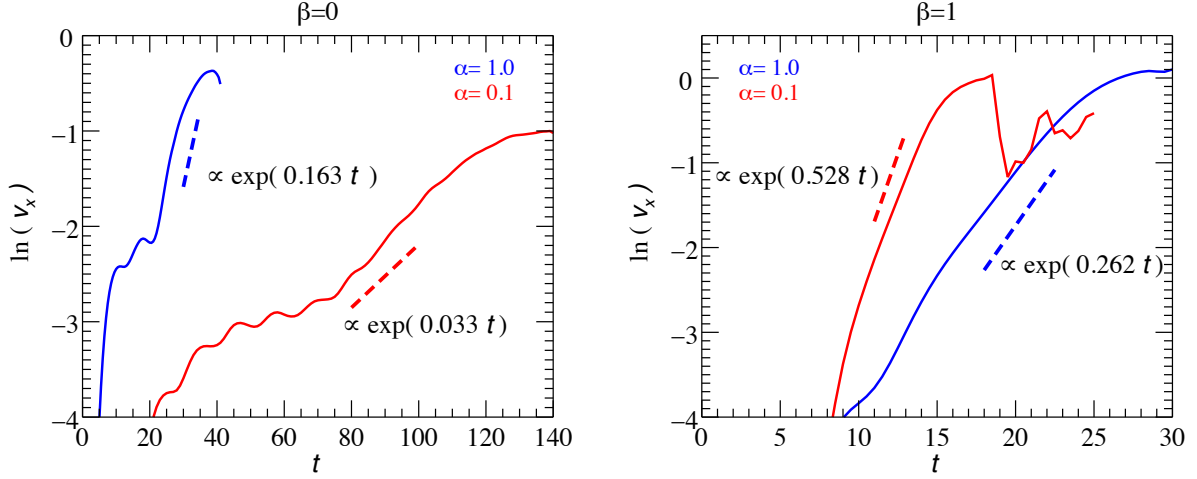 β=0
0
−1
−2
−3
−4
ln ( vₓ )
α= 1.0
α= 0.1
∝ exp( 0.163 t )
∝ exp( 0.033 t )
0 20 40 60 80 100 120 140
t
β=1
0
−1
−2
−3
−4
ln ( vₓ )
α= 1.0
α= 0.1
∝ exp( 0.528 t )
∝ exp( 0.262 t )
0 5 10 15 20 25 30
t